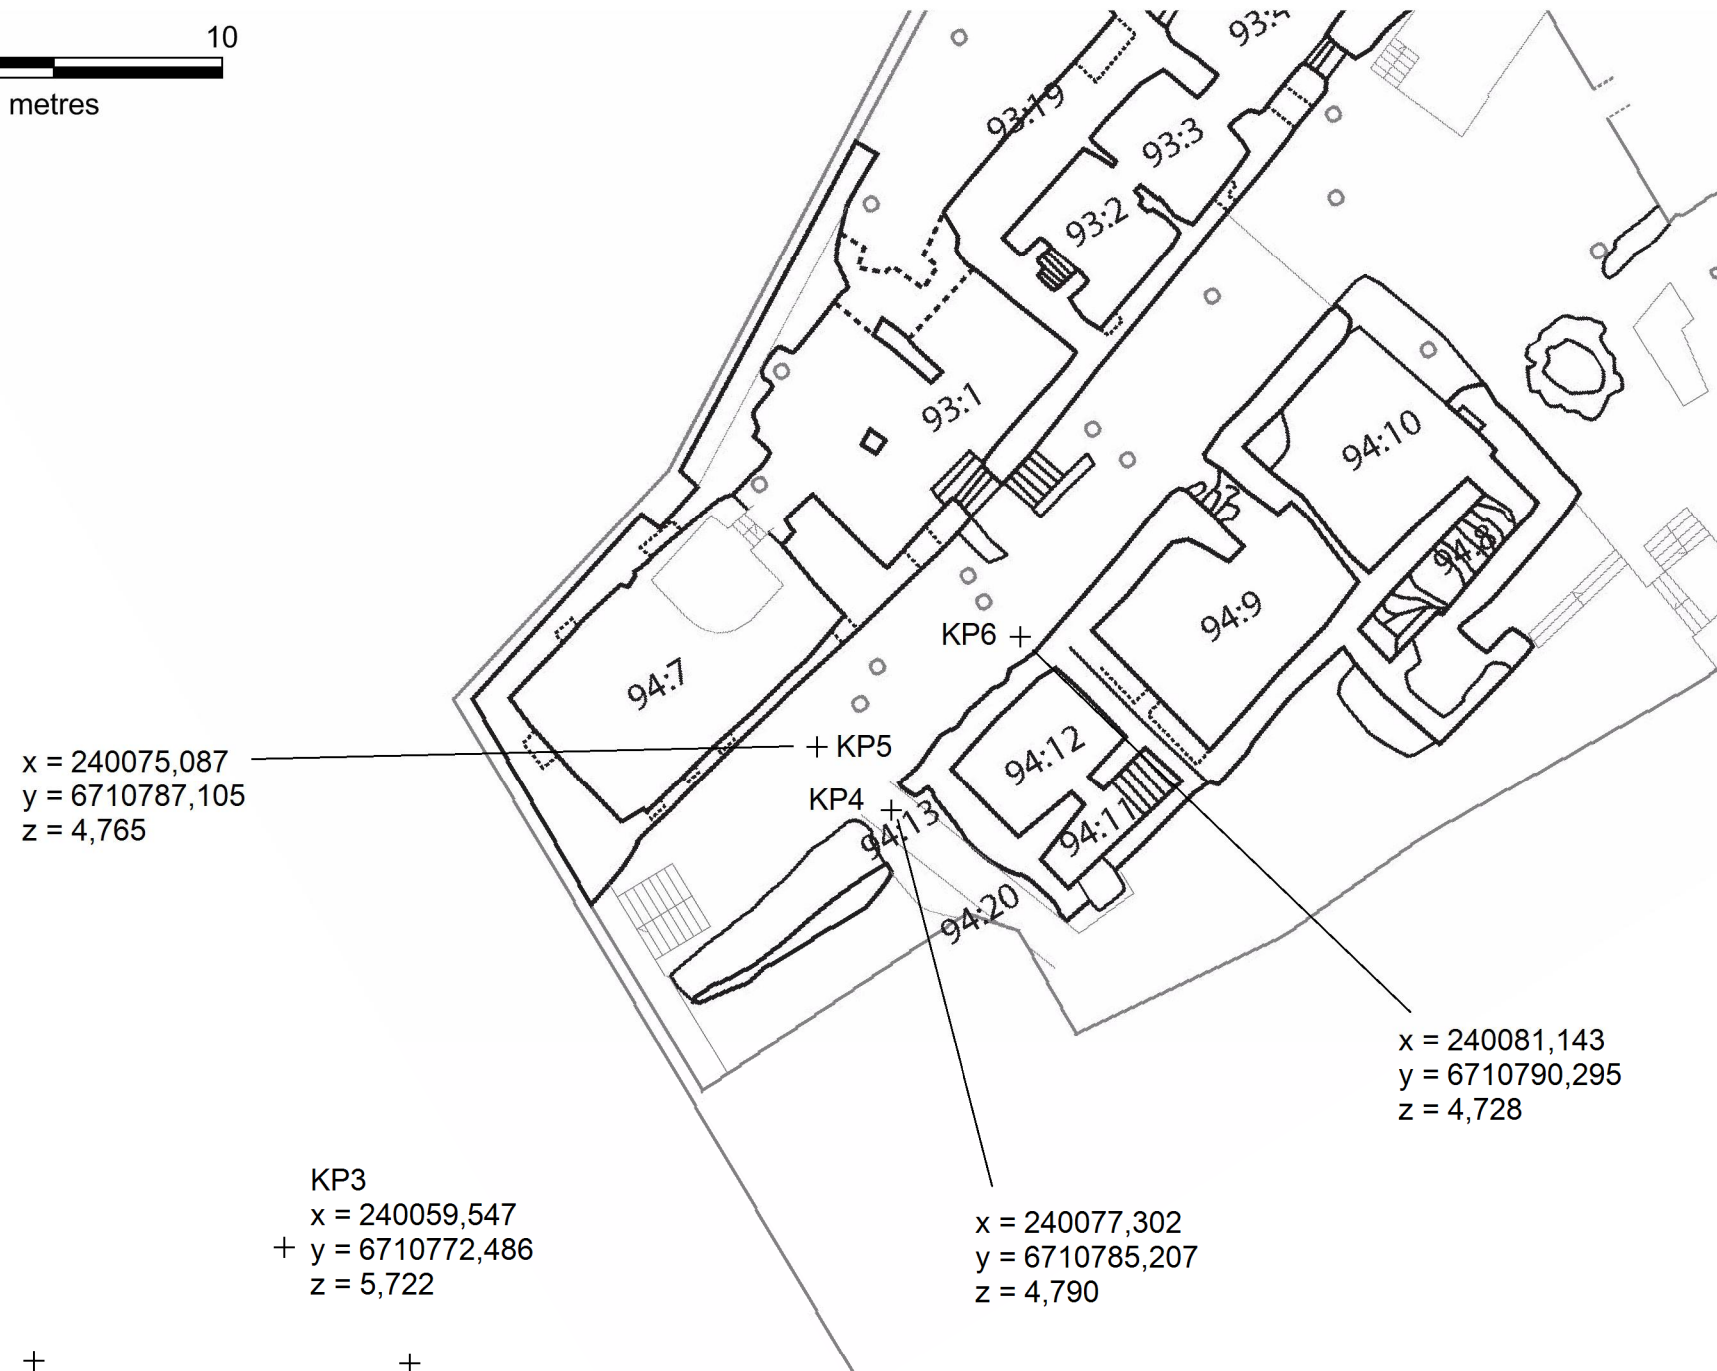 10
metres
93:4
93:19
93:3
93:2
93:1
94:10
94:8
94:9
KP6
94:7
94:12
KP5
x = 240075,087
y = 6710787,105
z = 4,765
KP4
94:13
94:11
94:20
x = 240081,143
y = 6710790,295
z = 4,728
KP3
x = 240059,547
y = 6710772,486
z = 5,722
x = 240077,302
y = 6710785,207
z = 4,790